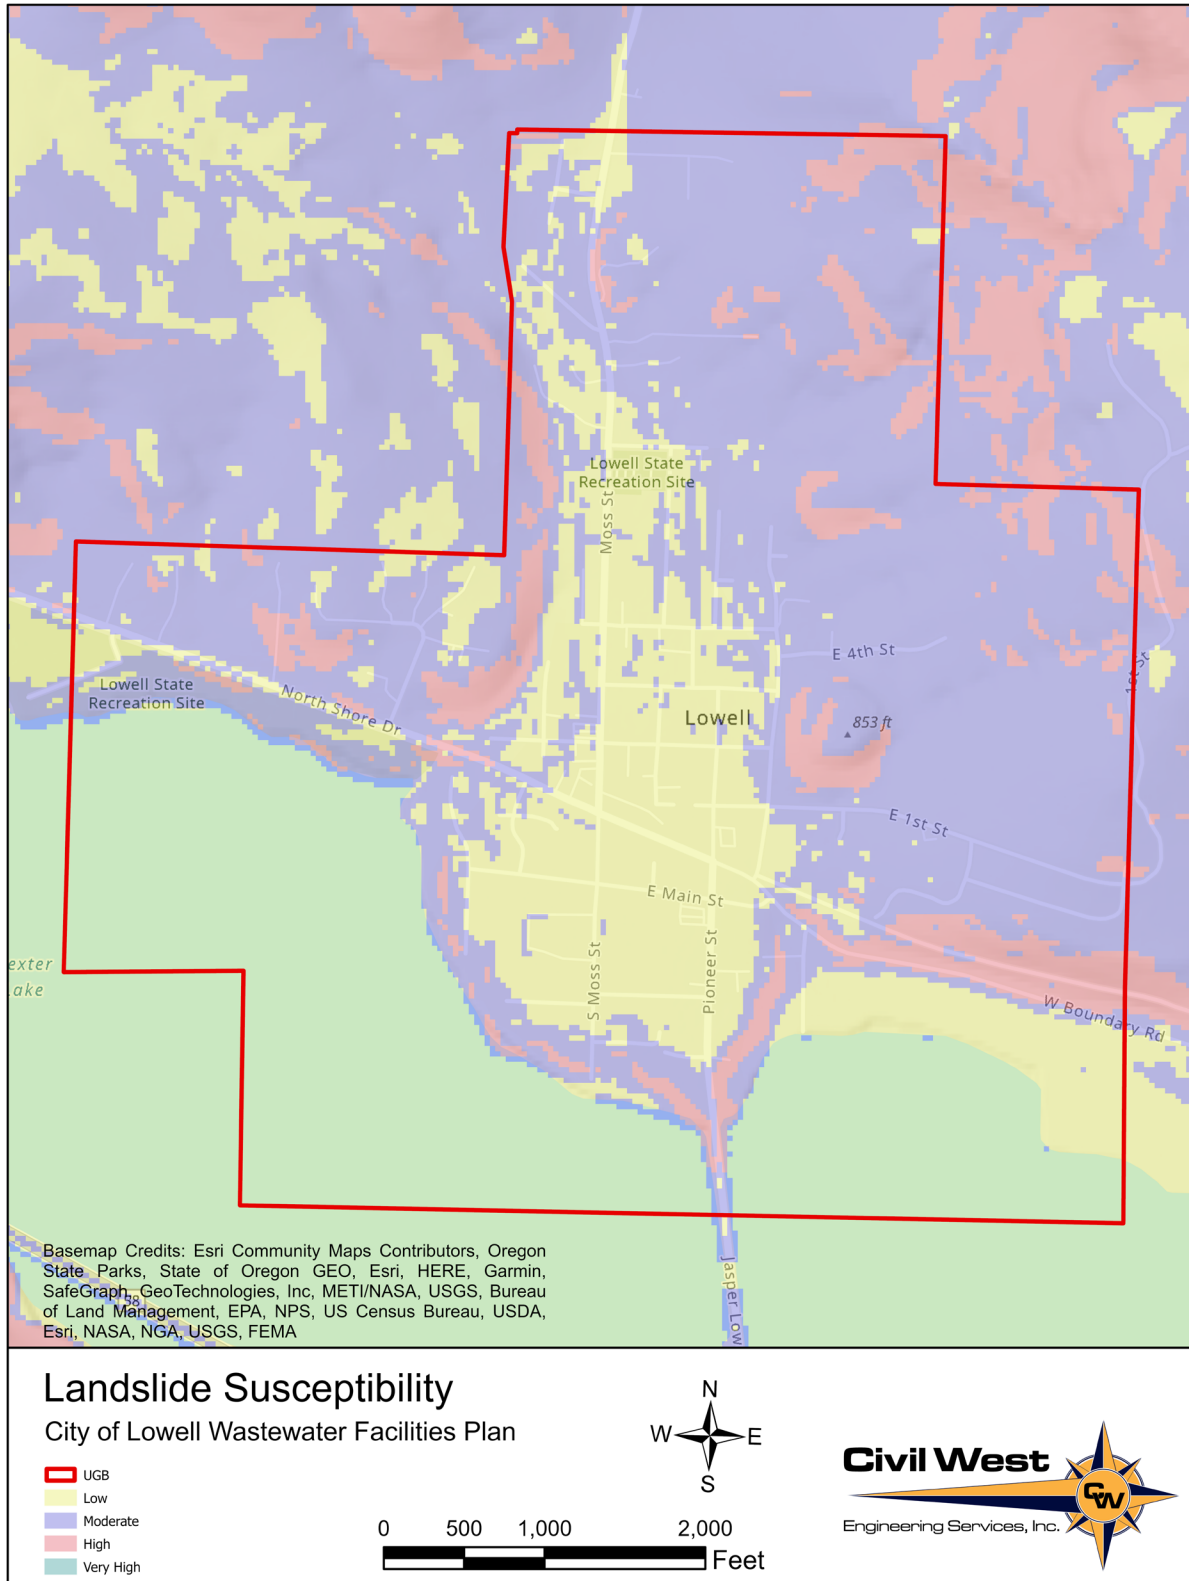 Lowell State
Recreation Site
Moss St
E 4th St
1st St
Lowell State
Recreation Site
North Shore Dr
Lowell
853 ft
E 1st St
E Main St
S Moss St
Pioneer St
exter
ake
W Boundary Rd
Jasper Low
58
Basemap Credits: Esri Community Maps Contributors, Oregon
State Parks, State of Oregon GEO, Esri, HERE, Garmin,
SafeGraph, GeoTechnologies, Inc, METI/NASA, USGS, Bureau
of Land Management, EPA, NPS, US Census Bureau, USDA,
Esri, NASA, NGA, USGS, FEMA
Landslide Susceptibility
City of Lowell Wastewater Facilities Plan
UGB
Low
Moderate
High
Very High
N
W E
S
0 500 1,000 2,000
Feet
Civil West
CW
Engineering Services, Inc.